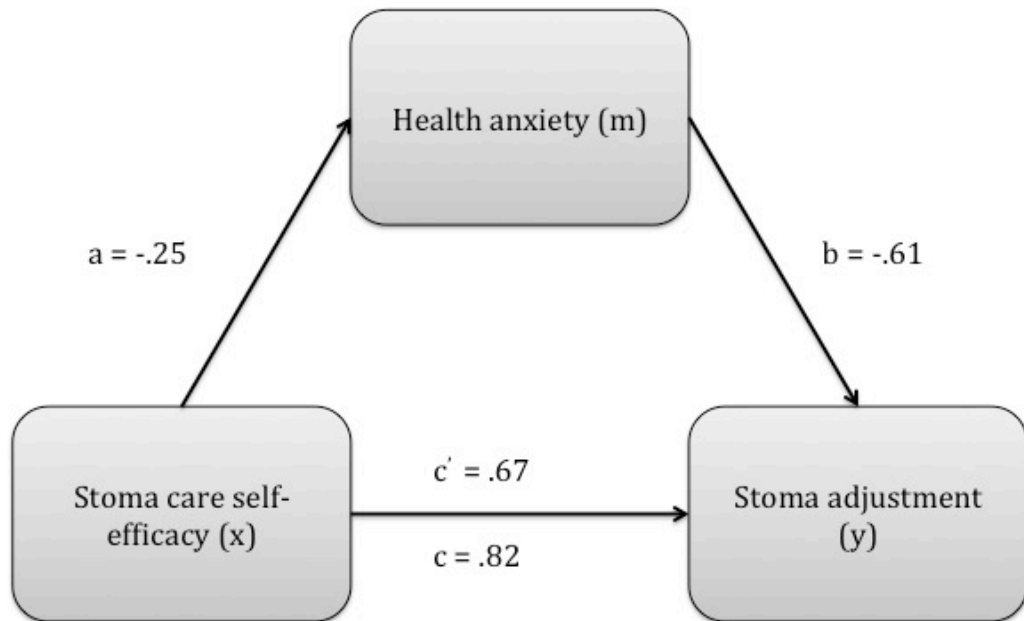 Health anxiety (m)
a = -.25
b = -.61
Stoma care self-
efficacy (x)
c' = .67
c = .82
Stoma adjustment
(y)